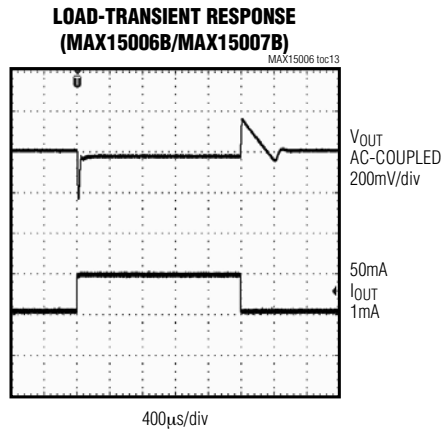 LOAD-TRANSIENT RESPONSE
(MAX15006B/MAX15007B)
MAX15006 toc13
VOUT
AC-COUPLED
200mV/div
50mA
IOUT
1mA
400µs/div